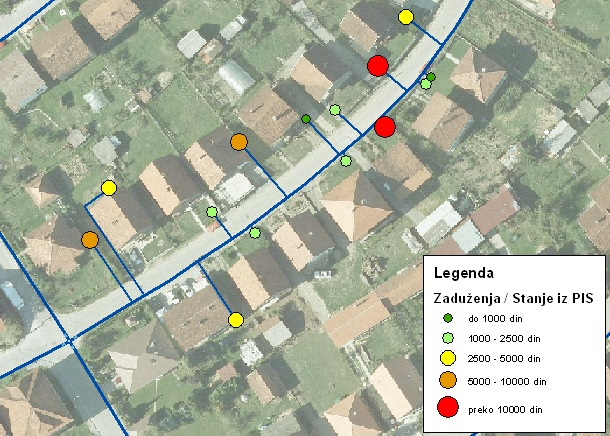 Legenda
Zaduženja / Stanje iz PIS
do 1000 din
1000 - 2500 din
2500 - 5000 din
5000 - 10000 din
preko 10000 din